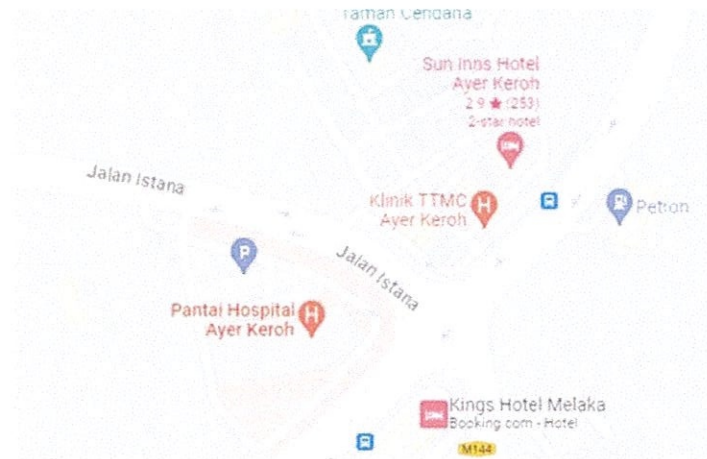 Taman Cendana
Sun Inns Hotel
Ayer Keroh
2.9 ★ (253)
2-star hotel
Jalan Istana
Klinik TTMC
Ayer Keroh
H
Petron
P
Jalan Istana
Pantai Hospital
Ayer Keroh
H
Kings Hotel Melaka
Booking.com - Hotel
M144